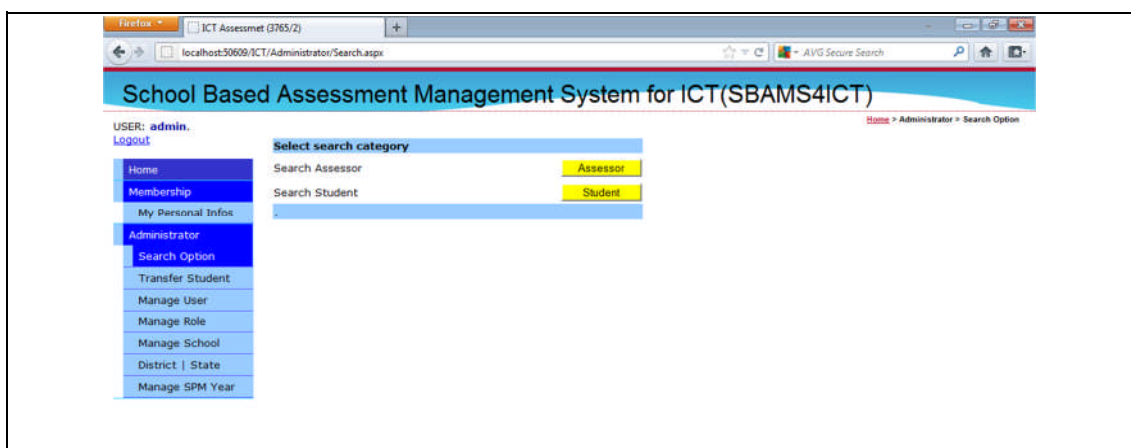 Firefox
ICT Assessmet (3765/2)
+
localhost:50609/ICT/Administrator/Search.aspx
AVG Secure Search
School Based Assessment Management System for ICT(SBAMS4ICT)
Home > Administrator > Search Option
USER: admin.
Logout
Select search category
Search Assessor
Assessor
Search Student
Student
.
Home
Membership
My Personal Infos
Administrator
Search Option
Transfer Student
Manage User
Manage Role
Manage School
District | State
Manage SPM Year